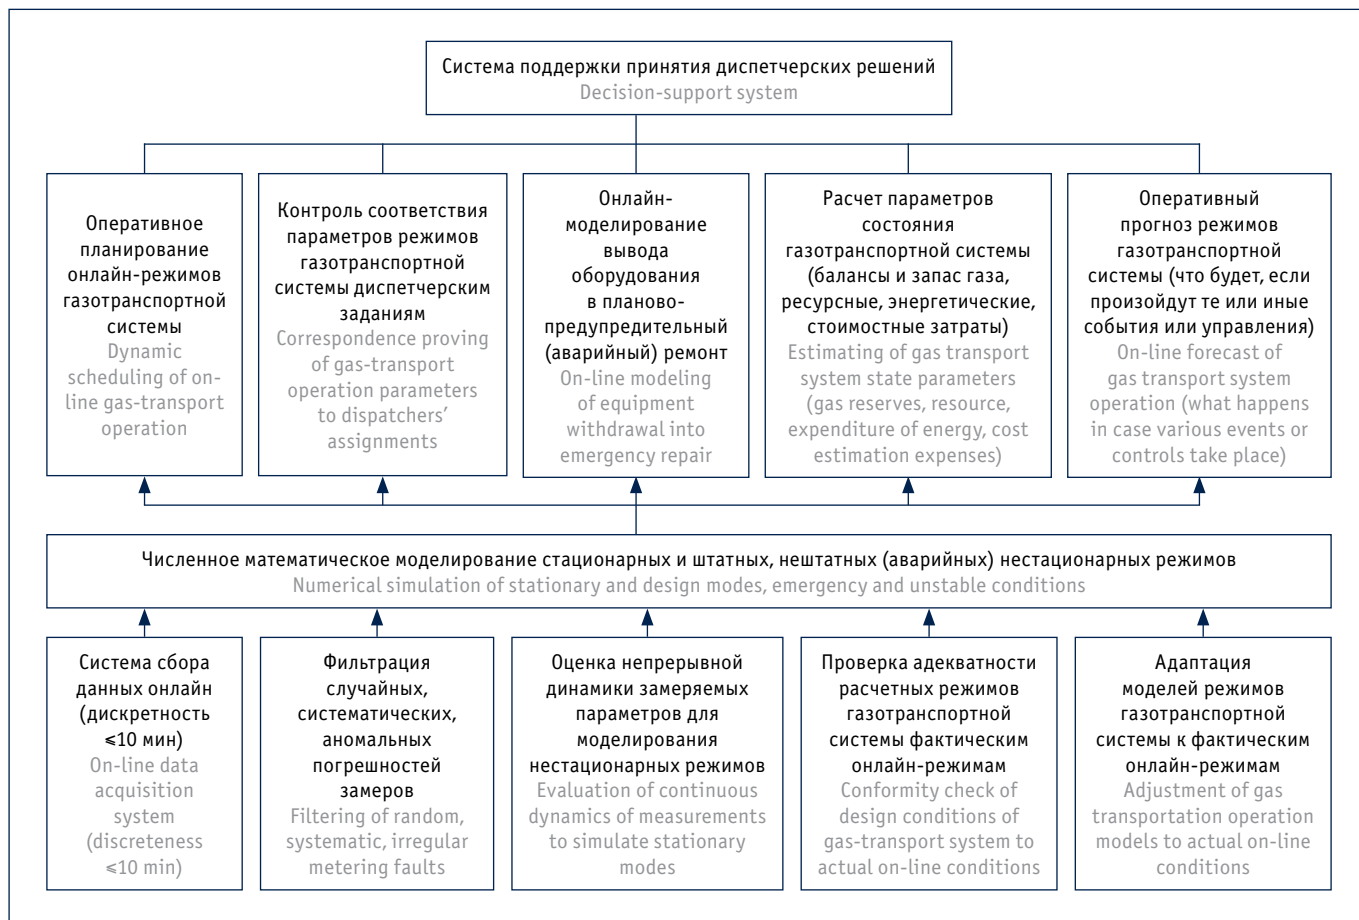 Система поддержки принятия диспетчерских решений
Decision-support system
Оперативное
планирование
онлайн-режимов
газотранспортной
системы
Dynamic
scheduling of on-
line gas-transport
operation
Контроль соответствия
параметров режимов
газотранспортной
системы диспетчерским
заданиям
Correspondence proving
of gas-transport
operation parameters
to dispatchers’
assignments
Онлайн-
моделирование
вывода
оборудования
в планово-
предупредительный
(аварийный) ремонт
On-line modeling
of equipment
withdrawal into
emergency repair
Расчет параметров
состояния
газотранспортной системы
(балансы и запас газа,
ресурсные, энергетические,
стоимостные затраты)
Estimating of gas transport
system state parameters
(gas reserves, resource,
expenditure of energy, cost
estimation expenses)
Оперативный
прогноз режимов
газотранспортной
системы (что будет, если
произойдут те или иные
события или управления)
On-line forecast of
gas transport system
operation (what happens
in case various events or
controls take place)
Численное математическое моделирование стационарных и штатных, нештатных (аварийных) нестационарных режимов
Numerical simulation of stationary and design modes, emergency and unstable conditions
Система сбора
данных онлайн
(дискретность
⩽10 мин)
On-line data
acquisition
system
(discreteness
⩽10 min)
Фильтрация
случайных,
систематических,
аномальных
погрешностей
замеров
Filtering of random,
systematic, irregular
metering faults
Оценка непрерывной
динамики замеряемых
параметров для
моделирования
нестационарных режимов
Evaluation of continuous
dynamics of measurements
to simulate stationary
modes
Проверка адекватности
расчетных режимов
газотранспортной
системы фактическим
онлайн-режимам
Conformity check of
design conditions of
gas-transport system to
actual on-line conditions
Адаптация
моделей режимов
газотранспортной
системы к фактическим
онлайн-режимам
Adjustment of gas
transportation operation
models to actual on-line
conditions